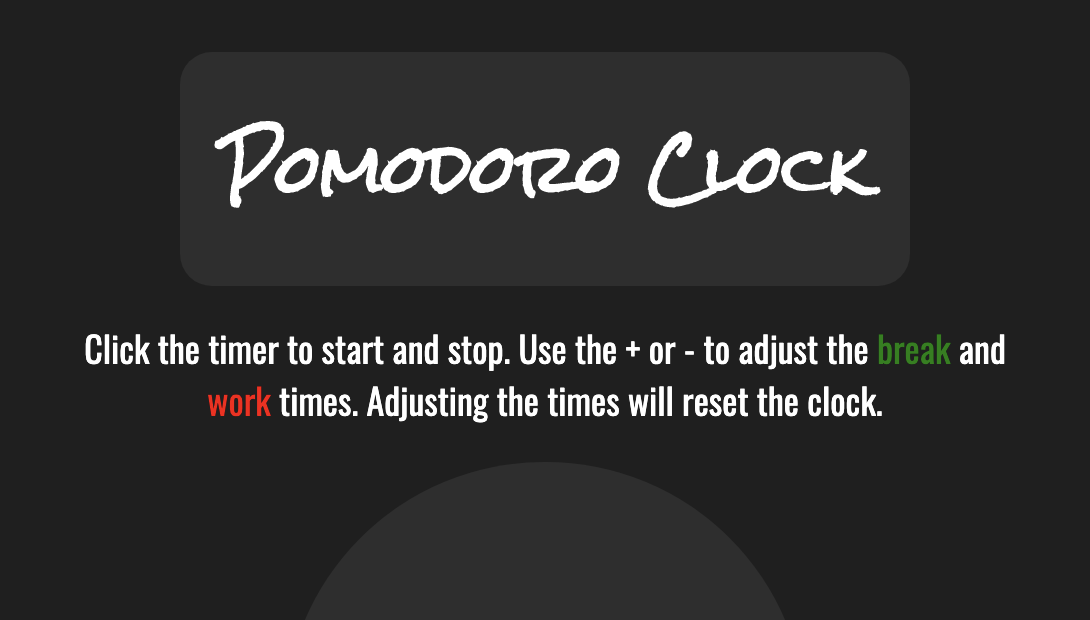 Pomodoro Clock
Click the timer to start and stop. Use the + or - to adjust the break and
work times. Adjusting the times will reset the clock.